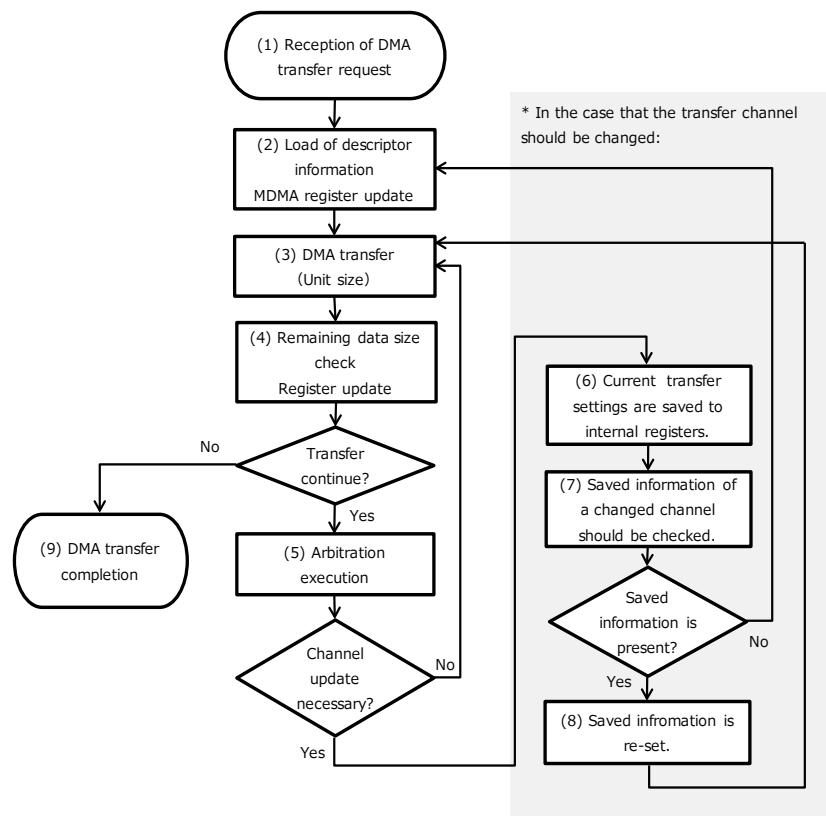 (1) Reception of DMA
transfer request
* In the case that the transfer channel
should be changed:
(2) Load of descriptor
information
MDMA register update
(3) DMA transfer
(Unit size)
(4) Remaining data size
check
Register update
(6) Current transfer
settings are saved to
internal registers.
No
Transfer
continue?
Yes
(7) Saved information of
a changed channel
should be checked.
(9) DMA transfer
completion
(5) Arbitration
execution
Saved
information is
present?
No
Channel
update
necessary?
No
Yes
Yes
(8) Saved infromation is
re-set.